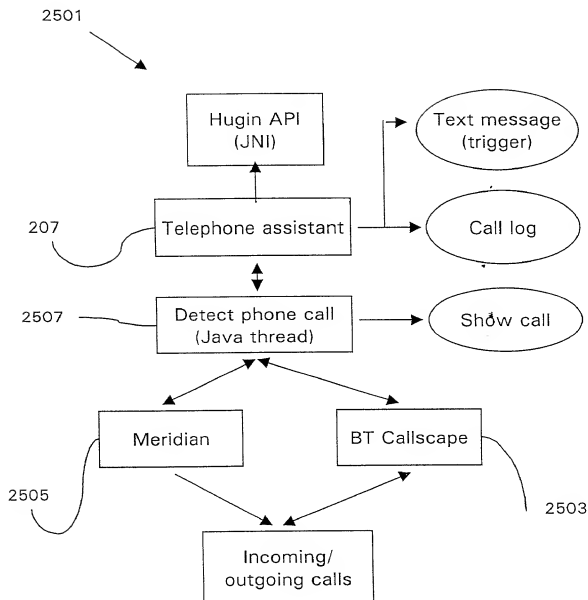 2501
Hugin API
(JNI)
Text message
(trigger)
207
Telephone assistant
Call log
2507
Detect phone call
(Java thread)
Show call
Meridian
BT Callscape
2505
2503
Incoming/
outgoing calls